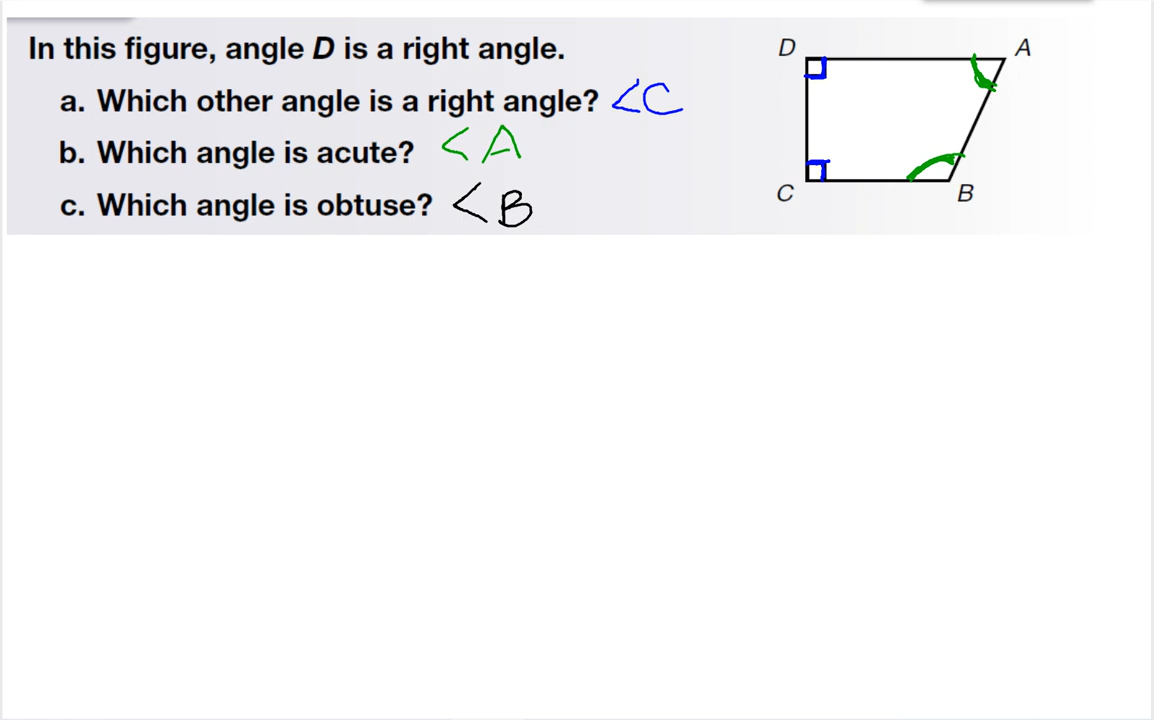 In this figure, angle D is a right angle.
a. Which other angle is a right angle? <C
b. Which angle is acute? <A
c. Which angle is obtuse? <B
D
A
C
B